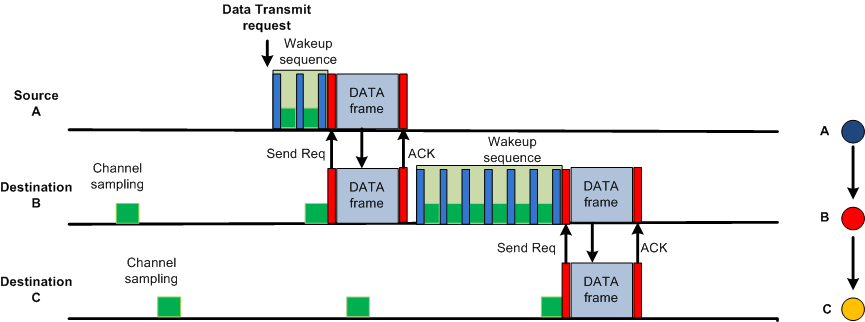 Data Transmit
request
Wakeup
sequence
Source
A
DATA
frame
A
Send Req
ACK
Wakeup
sequence
Channel
sampling
Destination
B
DATA
frame
DATA
frame
B
Send Req
ACK
Channel
sampling
Destination
C
DATA
frame
C